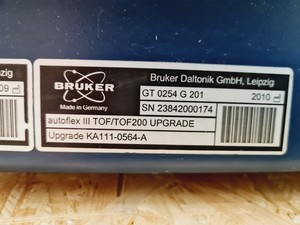 pzig
09
BRUKER
Made in Germany
Bruker Daltonik GmbH, Leipzig
GT 0254 G 201 2010
SN 23842000174
autoflex III TOF/TOF200 UPGRADE
Upgrade KA111-0564-A